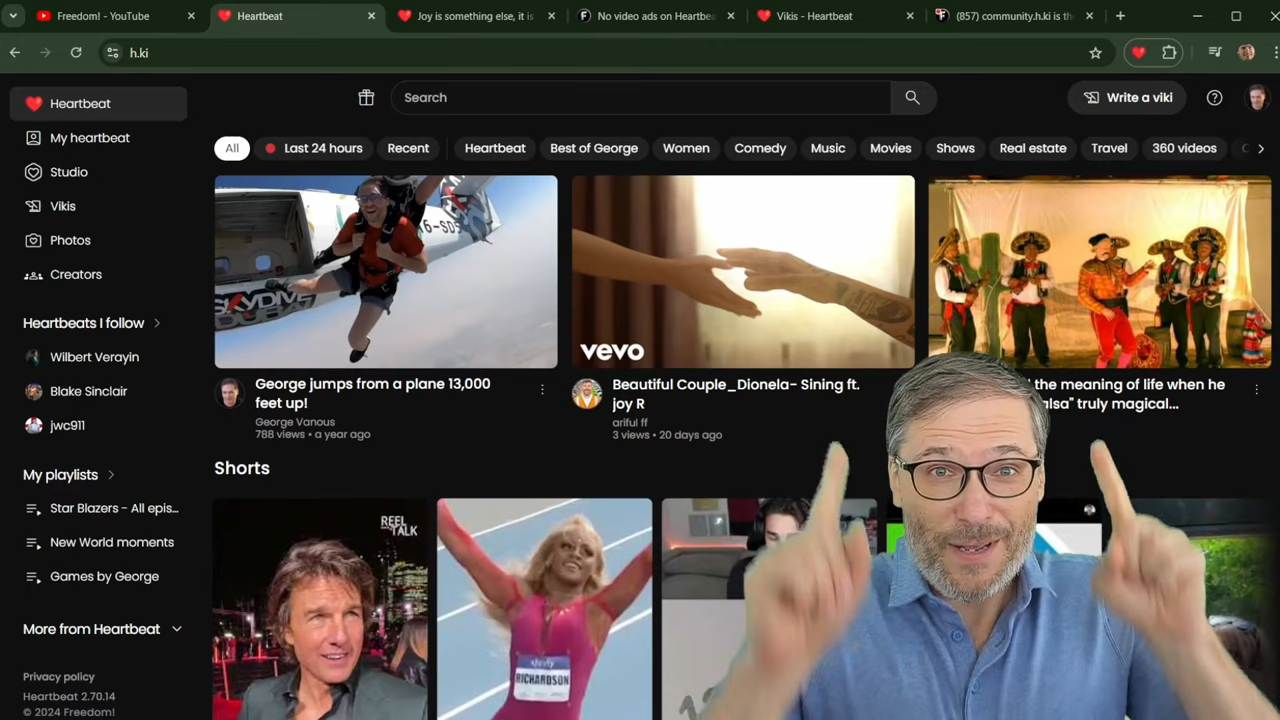 Freedom! - YouTube
Heartbeat
Joy is something else, it is
No video ads on Heartbea
Vikis - Heartbeat
(857) community.h.ki is the
h.ki
Heartbeat
Search
Write a viki
My heartbeat
Studio
Vikis
Photos
Creators
Heartbeats I follow
Wilbert Verayin
Blake Sinclair
jwc911
My playlists
Star Blazers - All epis...
New World moments
Games by George
More from Heartbeat
Privacy policy
Heartbeat 2.70.14
© 2024 Freedom!
All
Last 24 hours
Recent
Heartbeat
Best of George
Women
Comedy
Music
Movies
Shows
Real estate
Travel
360 videos
6-SDS
SKYDIVE
vevo
George jumps from a plane 13,000
feet up!
George Vanous
788 views • a year ago
Beautiful Couple_Dionela- Sining ft.
joy R
ariful ff
3 views • 20 days ago
the meaning of life when he
alsa" truly magical...
Shorts
REEL
TALK
xfinity
RICHARDSON